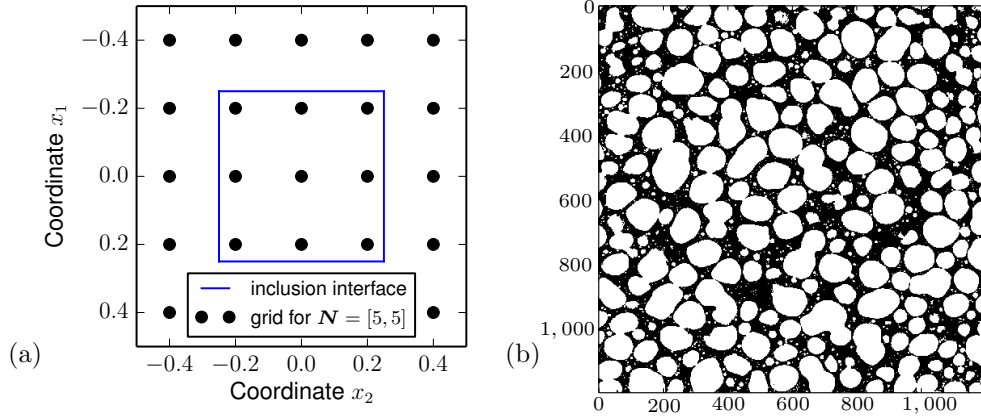 −0.4
−0.2
0.0
0.2
0.4
Coordinate x₁
inclusion interface
grid for N = [5, 5]
−0.4 −0.2 0.0 0.2 0.4
Coordinate x₂
(a)
0
200
400
600
800
1,000
0 200 400 600 800 1,000
(b)